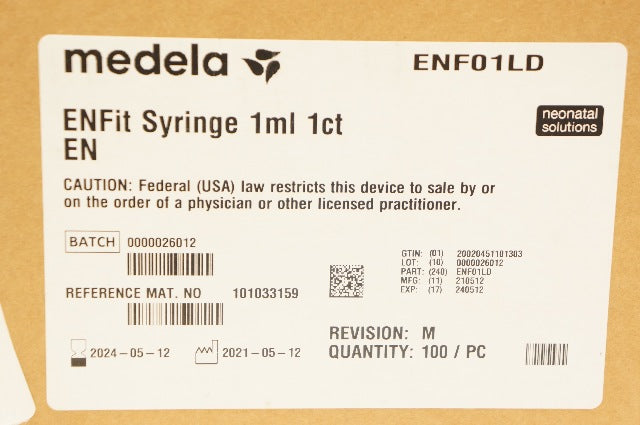 medela
ENF01LD
ENFit Syringe 1ml 1ct
EN
neonatal
solutions
CAUTION: Federal (USA) law restricts this device to sale by or
on the order of a physician or other licensed practitioner.
BATCH 0000026012
REFERENCE MAT. NO 101033159
GTIN: (01) 20020451101303
LOT: (10) 0000026012
PART: (240) ENF01LD
MFG: (11) 210512
EXP: (17) 240512
2024-05-12 2021-05-12
REVISION: M
QUANTITY: 100 / PC